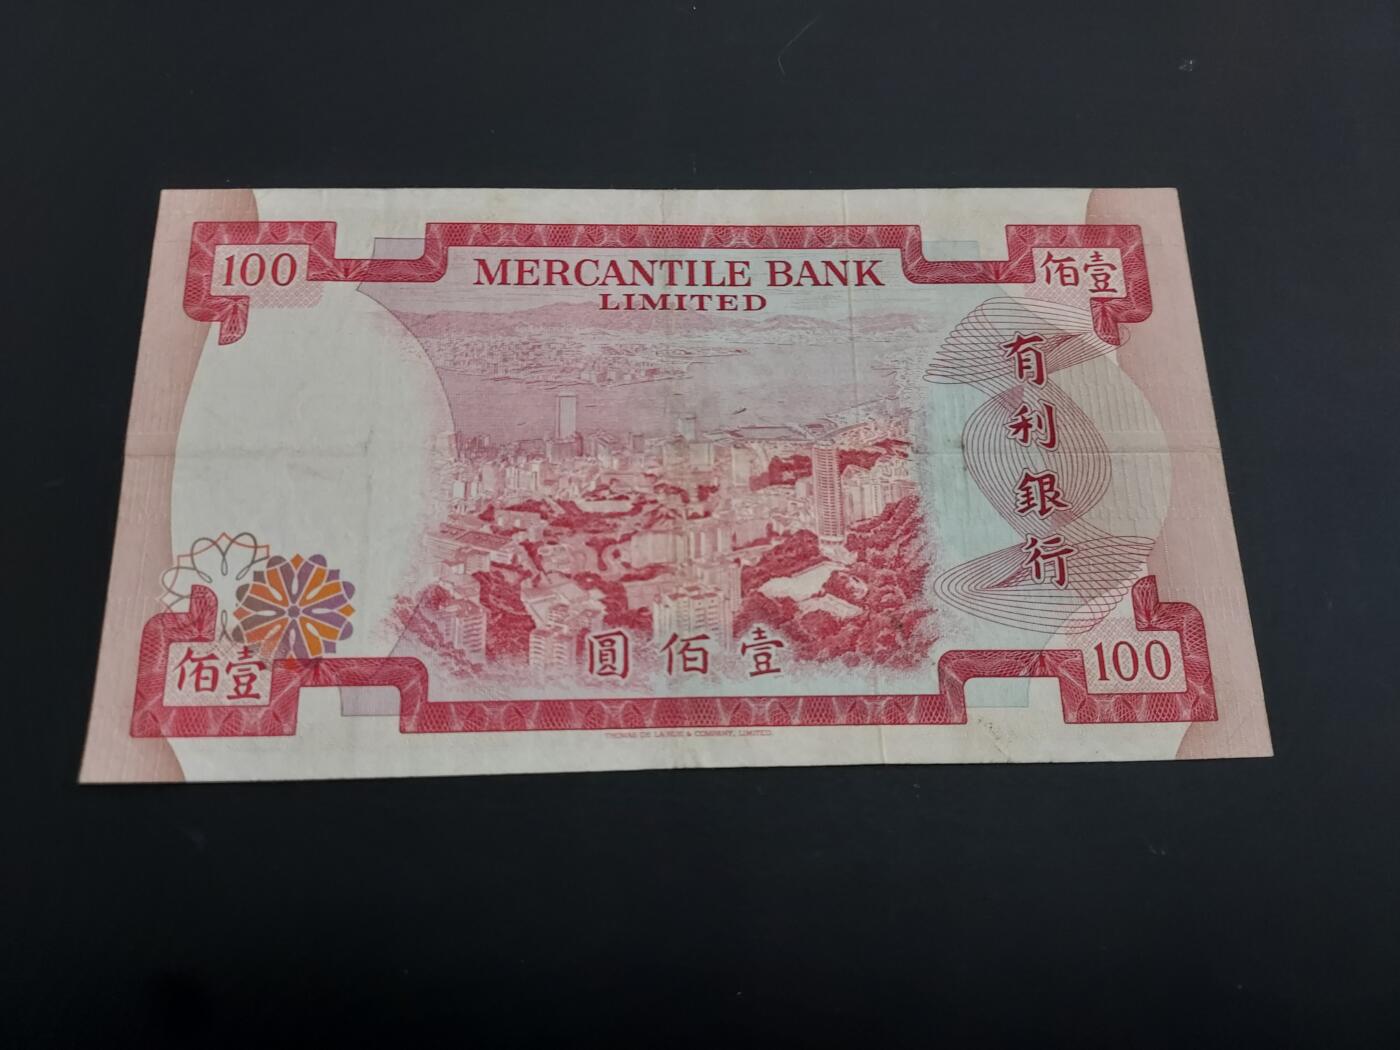 100
MERCANTILE BANK
LIMITED
佰壹
有利銀行
圓佰壹
佰壹
100
THOMAS DE LA RUE & COMPANY, LIMITED.